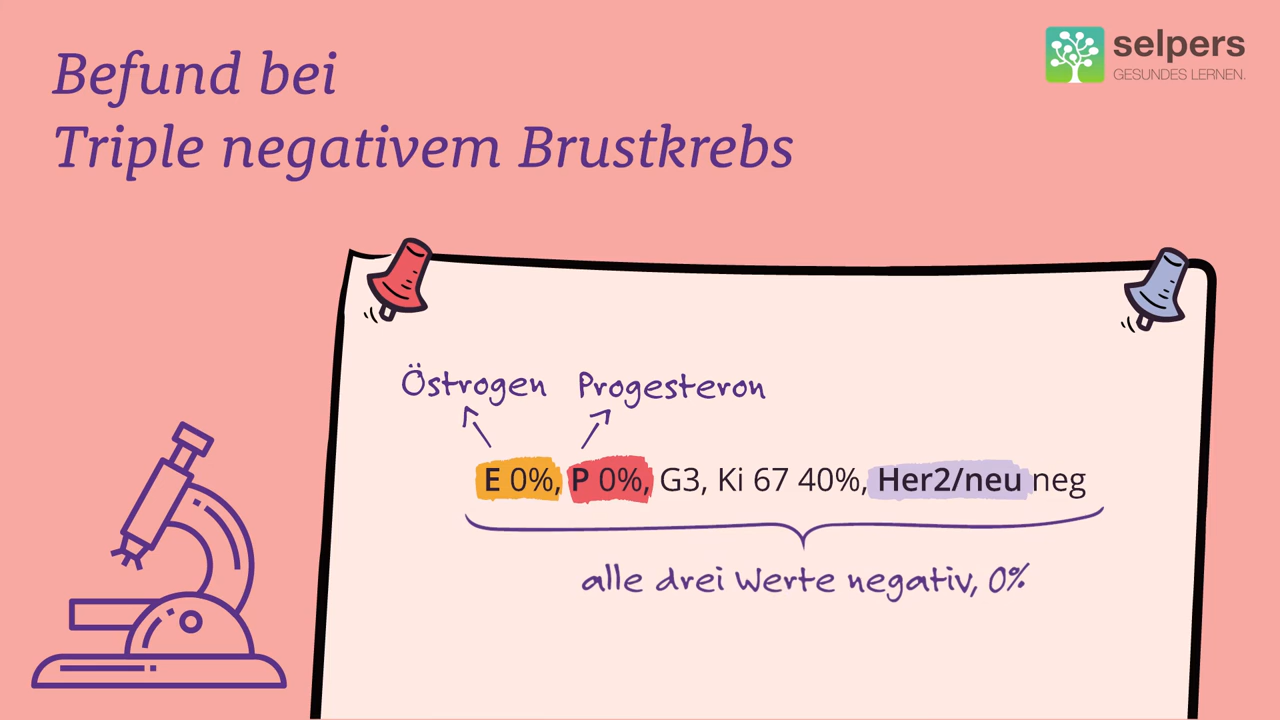 Befund bei
Triple negativem Brustkrebs
selpers
GESUNDES LERNEN.
Östrogen Progesteron
E 0%, P 0%, G3, Ki 67 40%, Her2/neu neg
alle drei Werte negativ, 0%